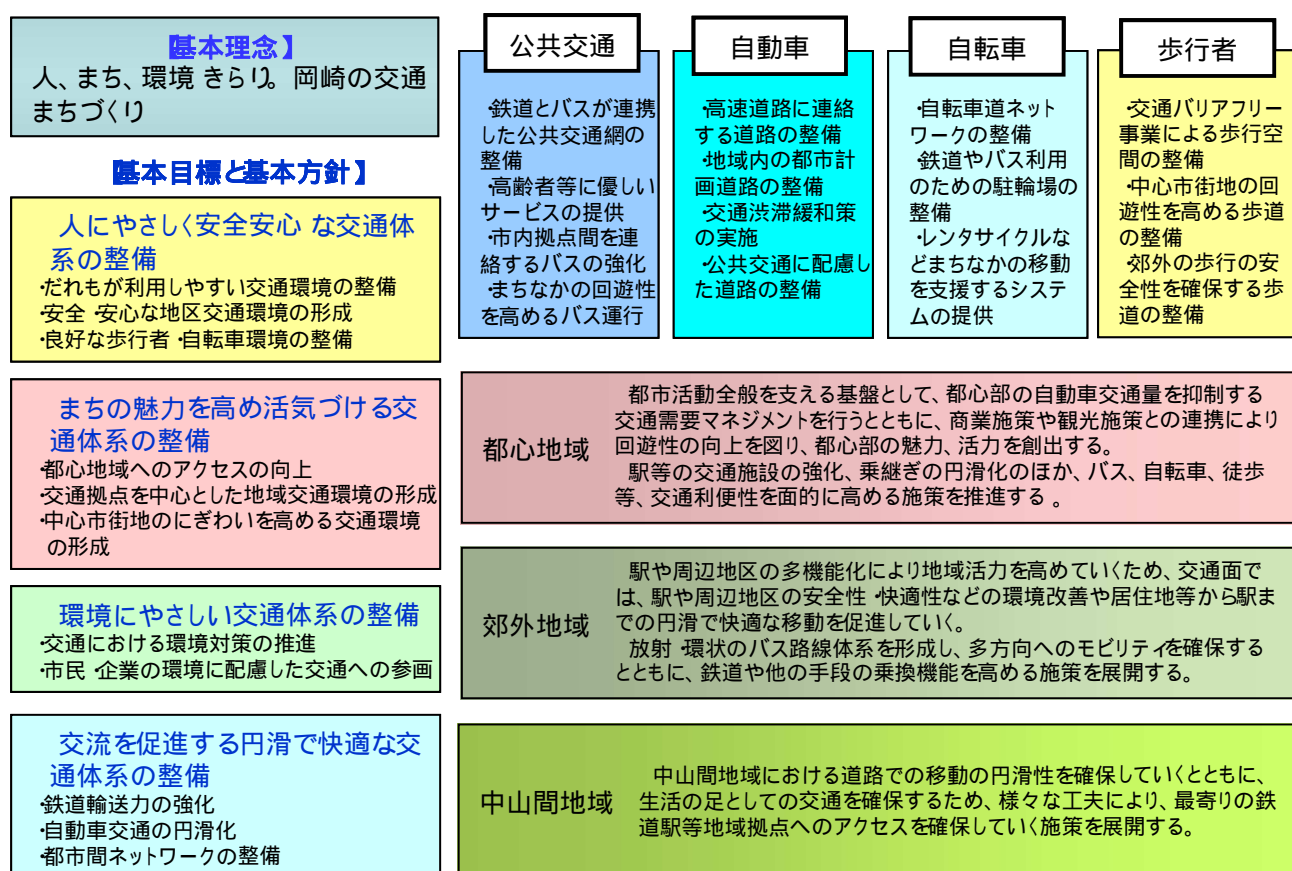 【基本理念】
人、まち、環境 きらり。岡崎の交通
まちづくり
【基本目標と基本方針】
人にやさしく安全安心 な交通体
系の整備
・だれもが利用しやすい交通環境の整備
・安全・安心な地区交通環境の形成
・良好な歩行者・自転車環境の整備
まちの魅力を高め活気づける交
通体系の整備
・都心地域へのアクセスの向上
・交通拠点を中心とした地域交通環境の形成
・中心市街地のにぎわいを高める交通環境
の形成
環境にやさしい交通体系の整備
・交通における環境対策の推進
・市民・企業の環境に配慮した交通への参画
交流を促進する円滑で快適な交
通体系の整備
・鉄道輸送力の強化
・自動車交通の円滑化
・都市間ネットワークの整備
公共交通
・鉄道とバスが連携
した公共交通網の
整備
・高齢者等に優しい
サービスの提供
・市内拠点間を連
絡するバスの強化
・まちなかの回遊性
を高めるバス運行
自動車
・高速道路に連絡
する道路の整備
・地域内の都市計
画道路の整備
・交通渋滞緩和策
の実施
・公共交通に配慮し
た道路の整備
自転車
・自転車道ネット
ワークの整備
・鉄道やバス利用
のための駐輪場の
整備
・レンタサイクルな
どまちなかの移動
を支援するシステ
ムの提供
歩行者
・交通バリアフリー
事業による歩行空
間の整備
・中心市街地の回
遊性を高める歩道
の整備
・郊外の歩行の安
全性を確保する歩
道の整備
都心地域
都市活動全般を支える基盤として、都心部の自動車交通量を抑制する
交通需要マネジメントを行うとともに、商業施策や観光施策との連携により
回遊性の向上を図り、都心部の魅力、活力を創出する。
駅等の交通施設の強化、乗継ぎの円滑化のほか、バス、自転車、徒歩
等、交通利便性を面的に高める施策を推進する 。
郊外地域
駅や周辺地区の多機能化により地域活力を高めていくため、交通面で
は、駅や周辺地区の安全性・快適性などの環境改善や居住地等から駅ま
での円滑で快適な移動を促進していく。
放射・環状のバス路線体系を形成し、多方向へのモビリティを確保する
とともに、鉄道や他の手段の乗換機能を高める施策を展開する。
中山間地域
中山間地域における道路での移動の円滑性を確保していくとともに、
生活の足としての交通を確保するため、様々な工夫により、最寄りの鉄
道駅等地域拠点へのアクセスを確保していく施策を展開する。